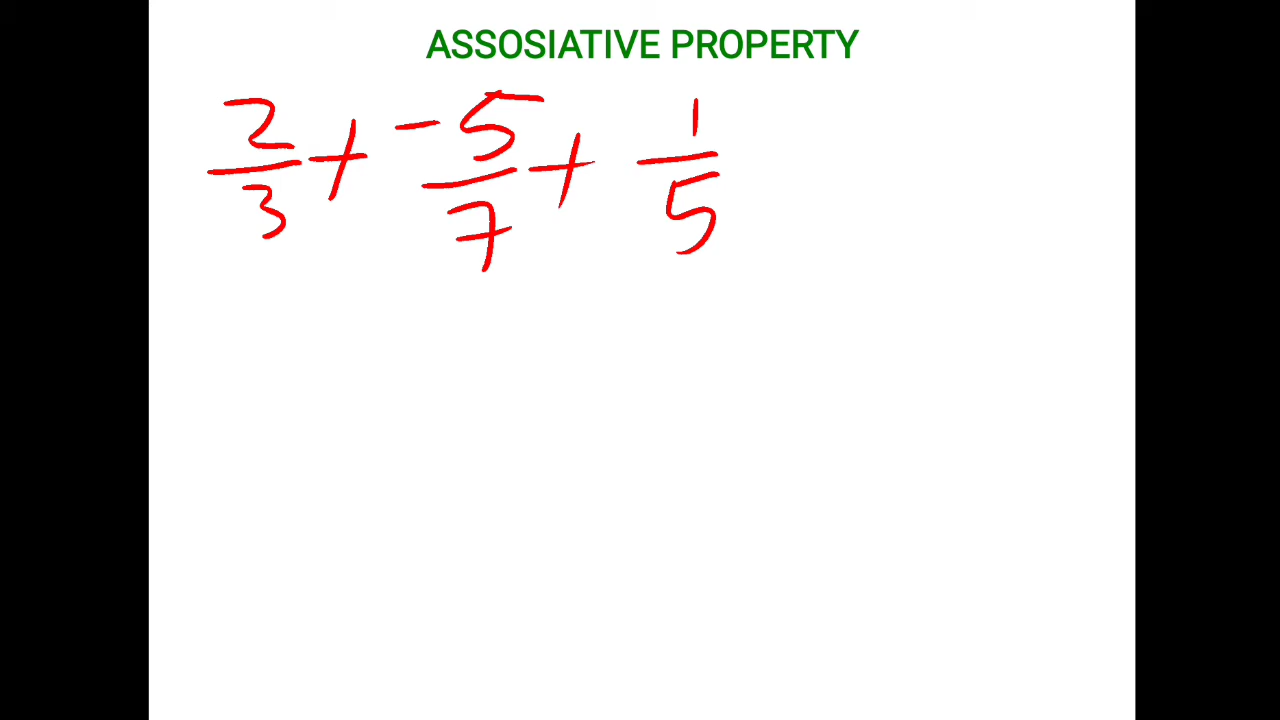 ASSOSIATIVE PROPERTY
2/3 + -5/7 + 1/5